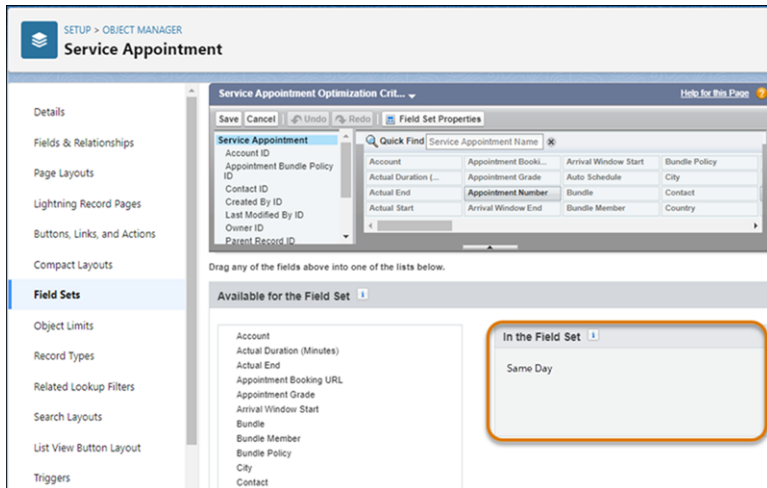 SETUP > OBJECT MANAGER
Service Appointment
Details
Fields & Relationships
Page Layouts
Lightning Record Pages
Buttons, Links, and Actions
Compact Layouts
Field Sets
Object Limits
Record Types
Related Lookup Filters
Search Layouts
List View Button Layout
Triggers
Service Appointment Optimization Crit...
Help for this Page
Save Cancel Undo Redo Field Set Properties
Service Appointment
Account ID
Appointment Bundle Policy
ID
Contact ID
Created By ID
Last Modified By ID
Owner ID
Parent Record ID
Quick Find Service Appointment Name
Account Appointment Booki... Arrival Window Start Bundle Policy
Actual Duration (... Appointment Grade Auto Schedule City
Actual End Appointment Number Bundle Contact
Actual Start Arrival Window End Bundle Member Country
Drag any of the fields above into one of the lists below.
Available for the Field Set i
Account
Actual Duration (Minutes)
Actual End
Appointment Booking URL
Appointment Grade
Arrival Window Start
Bundle
Bundle Member
Bundle Policy
City
Contact
In the Field Set i
Same Day